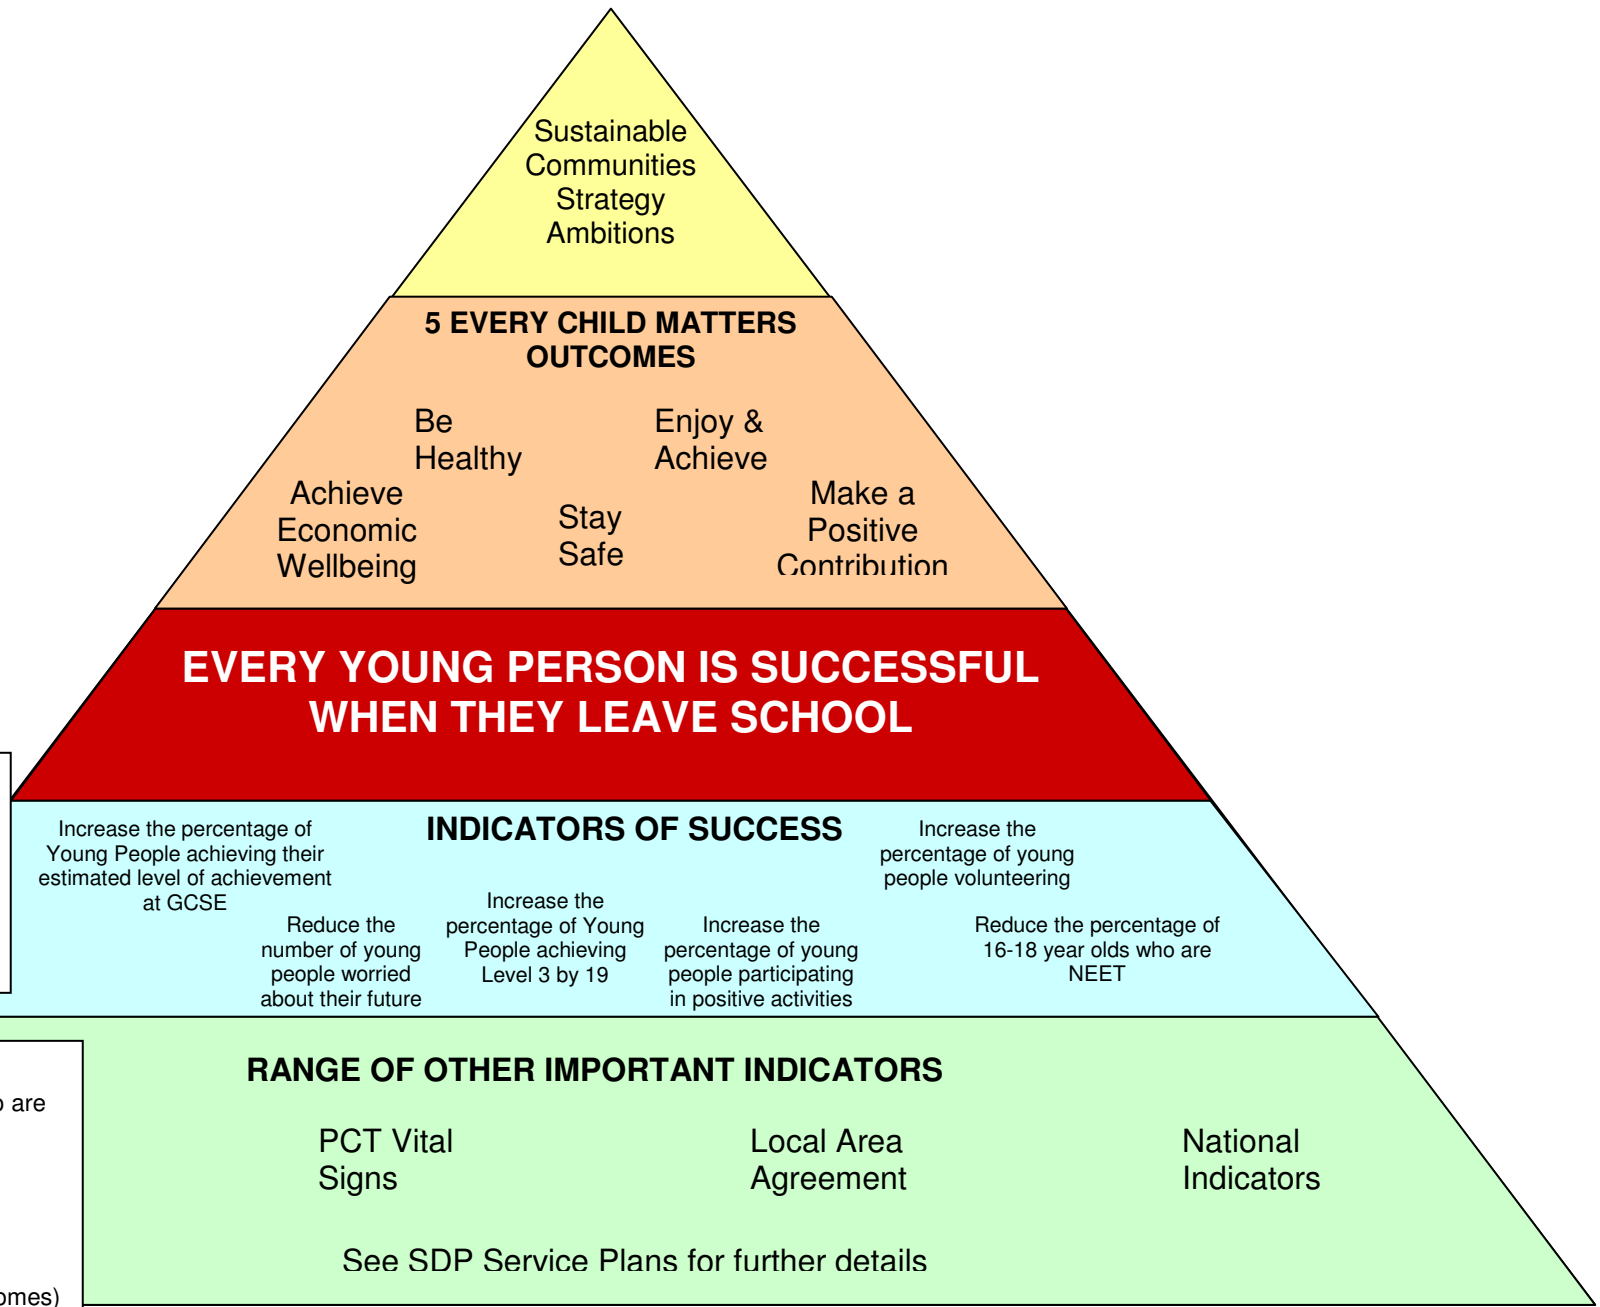 Sustainable
Communities
Strategy
Ambitions
5 EVERY CHILD MATTERS
OUTCOMES
Be
Healthy
Enjoy &
Achieve
Achieve
Economic
Wellbeing
Stay
Safe
Make a
Positive
Contribution
EVERY YOUNG PERSON IS SUCCESSFUL
WHEN THEY LEAVE SCHOOL
INDICATORS OF SUCCESS
Increase the percentage of
Young People achieving their
estimated level of achievement
at GCSE
Reduce the
number of young
people worried
about their future
Increase the
percentage of Young
People achieving
Level 3 by 19
Increase the
percentage of young
people participating
in positive activities
Increase the
percentage of young
people volunteering
Reduce the percentage of
16-18 year olds who are
NEET
RANGE OF OTHER IMPORTANT INDICATORS
are
PCT Vital
Signs
Local Area
Agreement
National
Indicators
See SDP Service Plans for further details